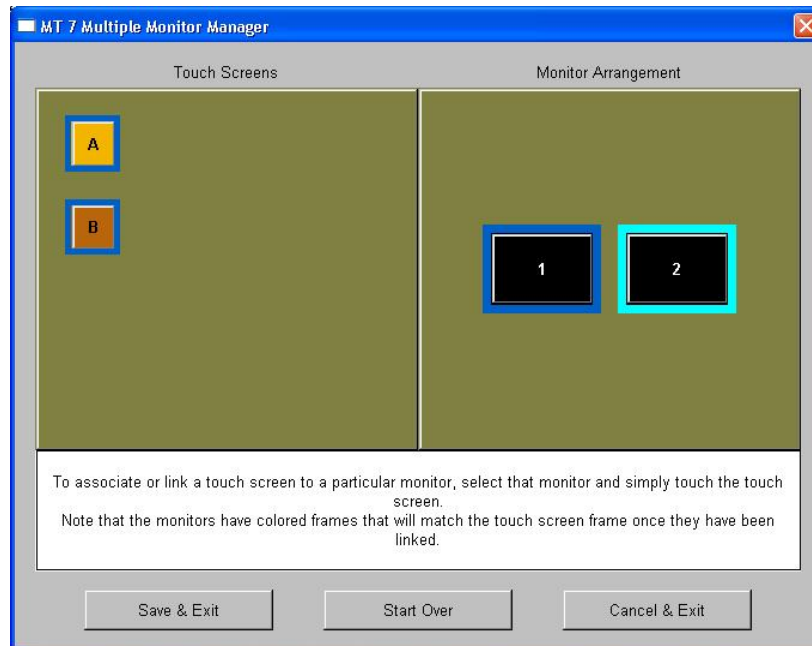 MT 7 Multiple Monitor Manager
Touch Screens
Monitor Arrangement
A
B
1
2
To associate or link a touch screen to a particular monitor, select that monitor and simply touch the touch
screen.
Note that the monitors have colored frames that will match the touch screen frame once they have been
linked.
Save & Exit
Start Over
Cancel & Exit